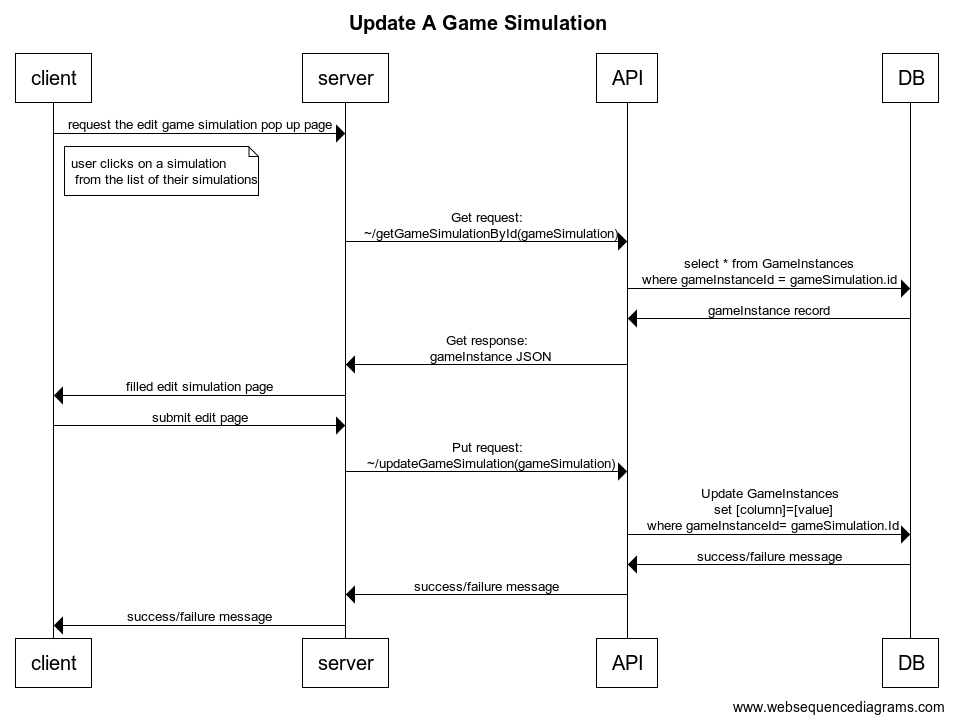 Update A Game Simulation
client
server
API
DB
request the edit game simulation pop up page
user clicks on a simulation
from the list of their simulations
Get request:
~/getGameSimulationById(gameSimulation)
select * from GameInstances
where gameInstanceId = gameSimulation.id
gameInstance record
Get response:
gameInstance JSON
filled edit simulation page
submit edit page
Put request:
~/updateGameSimulation(gameSimulation)
Update GameInstances
set [column]=[value]
where gameInstanceId= gameSimulation.Id
success/failure message
success/failure message
success/failure message
client
server
API
DB
www.websequencediagrams.com